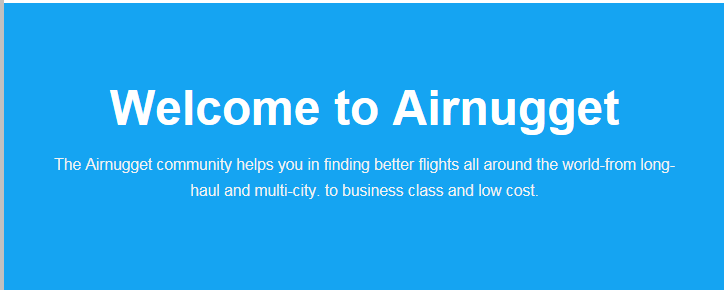 Welcome to Airnugget
The Airnugget community helps you in finding better flights all around the world-from long-
haul and multi-city. to business class and low cost.